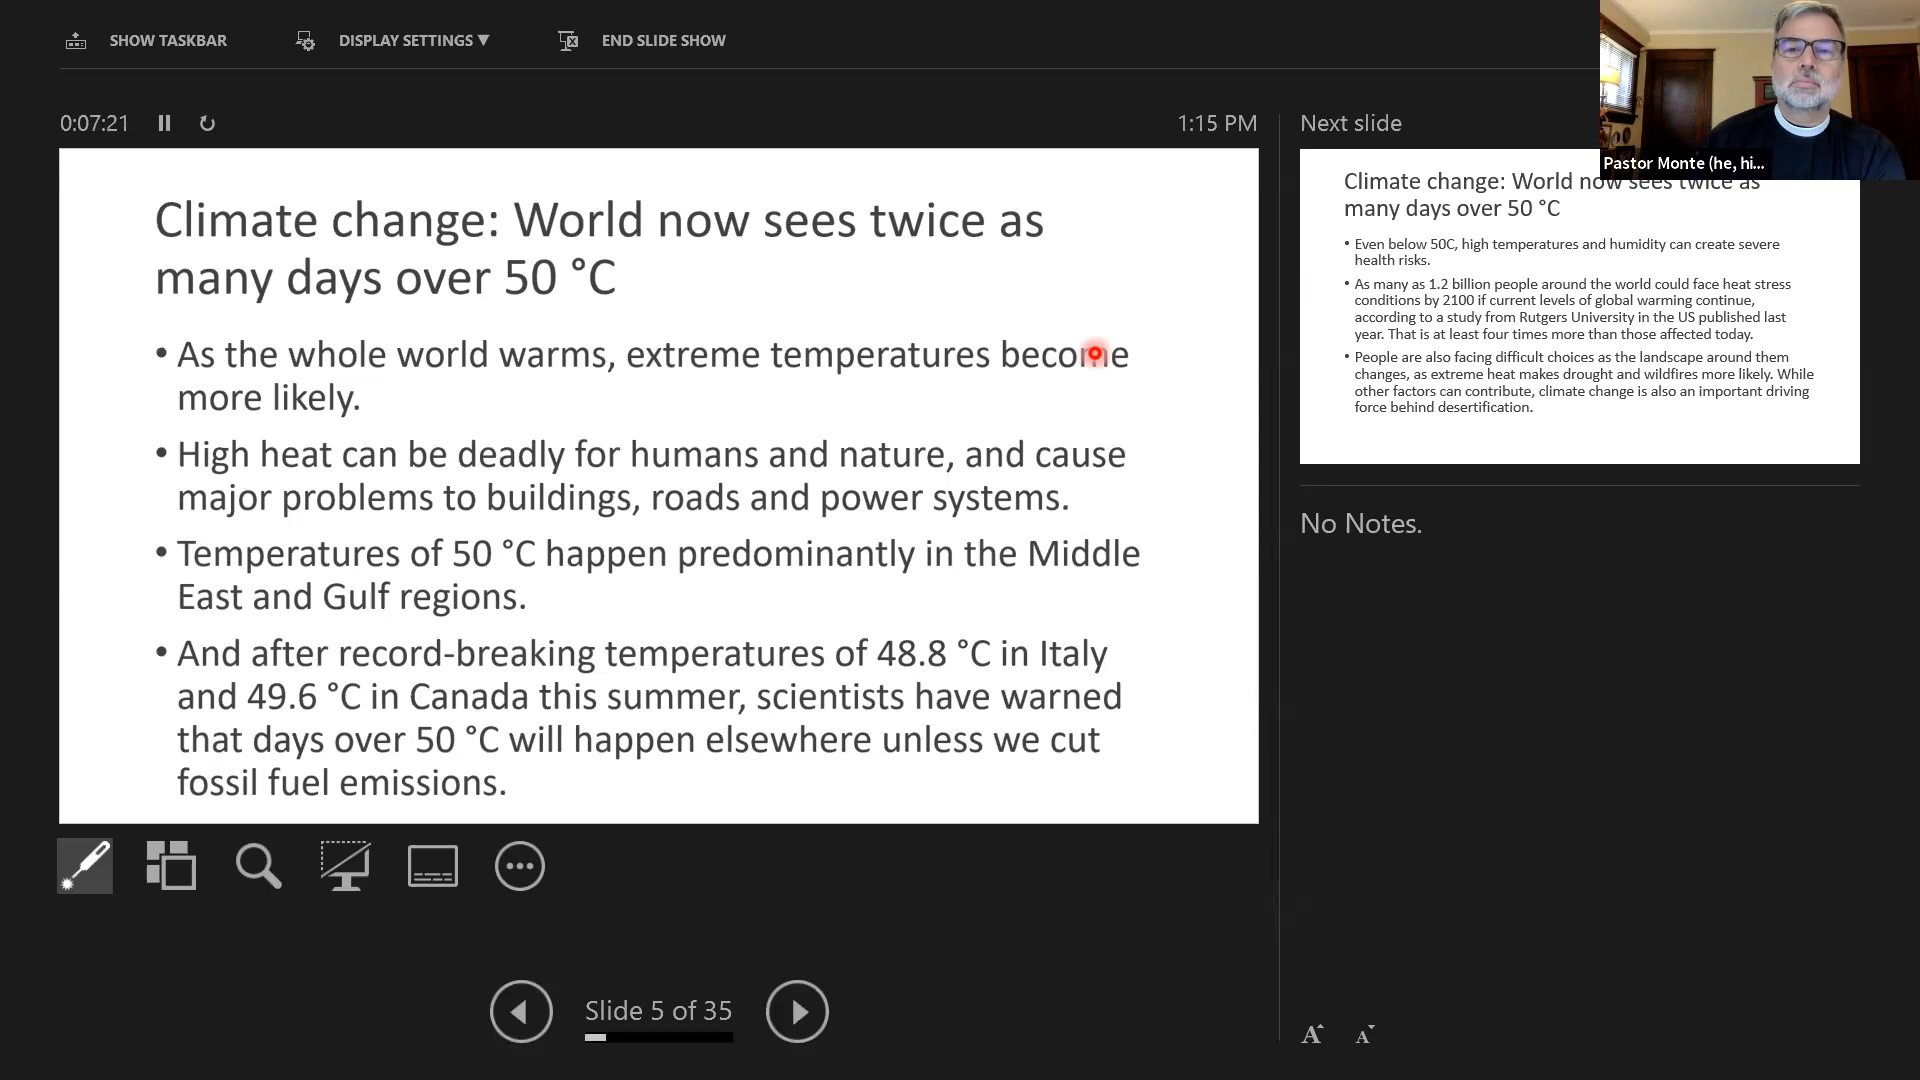 SHOW TASKBAR
DISPLAY SETTINGS ▼
END SLIDE SHOW
0:07:21
1:15 PM
Climate change: World now sees twice as
many days over 50 °C
• As the whole world warms, extreme temperatures become
more likely.
• High heat can be deadly for humans and nature, and cause
major problems to buildings, roads and power systems.
• Temperatures of 50 °C happen predominantly in the Middle
East and Gulf regions.
• And after record-breaking temperatures of 48.8 °C in Italy
and 49.6 °C in Canada this summer, scientists have warned
that days over 50 °C will happen elsewhere unless we cut
fossil fuel emissions.
Slide 5 of 35
Next slide
Pastor Monte (he, hi...
Climate change: World now sees twice as
many days over 50 °C
• Even below 50C, high temperatures and humidity can create severe
health risks.
• As many as 1.2 billion people around the world could face heat stress
conditions by 2100 if current levels of global warming continue,
according to a study from Rutgers University in the US published last
year. That is at least four times more than those affected today.
• People are also facing difficult choices as the landscape around them
changes, as extreme heat makes drought and wildfires more likely. While
other factors can contribute, climate change is also an important driving
force behind desertification.
No Notes.
A A